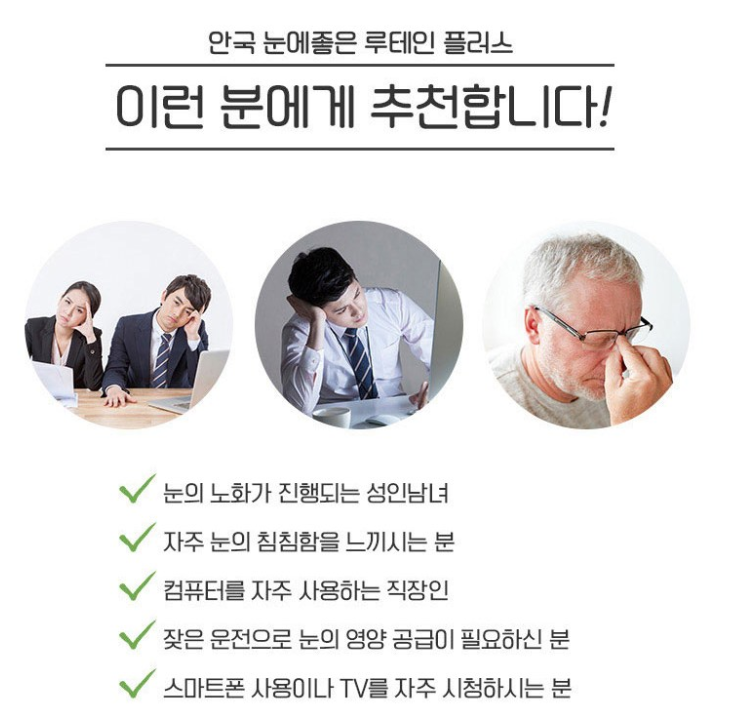 안국 눈에좋은 루테인 플러스
이런 분에게 추천합니다!
눈의 노화가 진행되는 성인남녀
자주 눈의 침침함을 느끼시는 분
컴퓨터를 자주 사용하는 직장인
잦은 운전으로 눈의 영양 공급이 필요하신 분
스마트폰 사용이나 TV를 자주 시청하시는 분